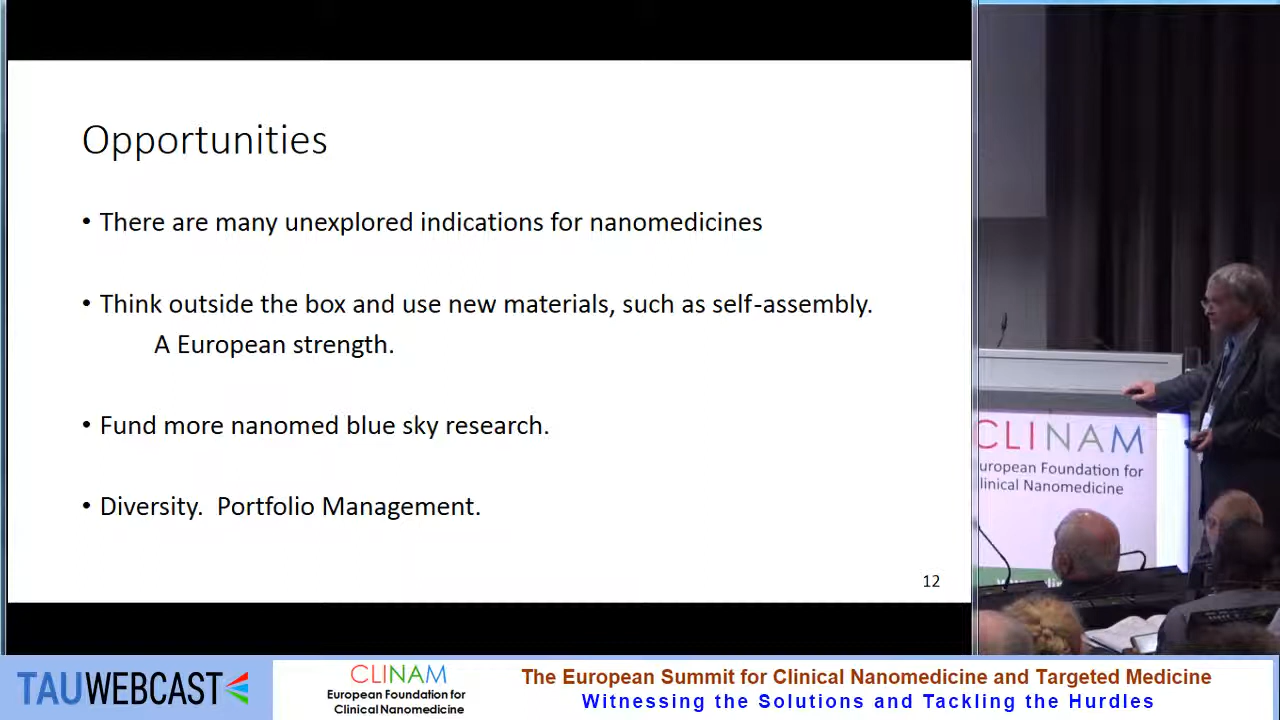 Opportunities
• There are many unexplored indications for nanomedicines
• Think outside the box and use new materials, such as self-assembly.
A European strength.
• Fund more nanomed blue sky research.
• Diversity.  Portfolio Management.
12
CLINAM
uropean Foundation for
linical Nanomedicine
TAUWEBCAST
CLINAM
European Foundation for
Clinical Nanomedicine
The European Summit for Clinical Nanomedicine and Targeted Medicine
Witnessing the Solutions and Tackling the Hurdles